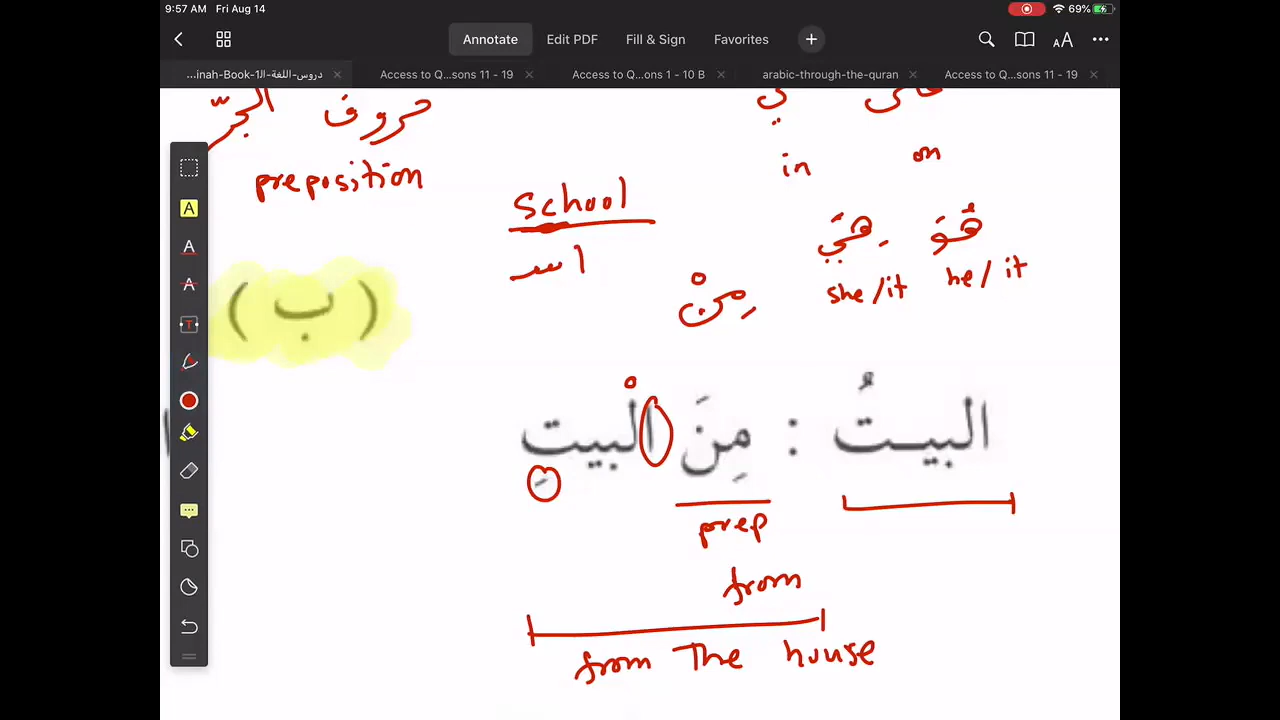 9:57 AM Fri Aug 14
69%
Annotate Edit PDF Fill & Sign Favorites
...inah-Book-1-دروس-اللغة-ال
Access to Q...sons 11 - 19
Access to Q...ons 1 - 10 B
arabic-through-the-quran
Access to Q...sons 11 - 19
حروف الجرّ
preposition
in
on
School
هُوَ
هِيَ
he/it
she/it
مِنْ
( ب )
البيـتُ : مِنَ الْبيتِ
prep
from
from The house